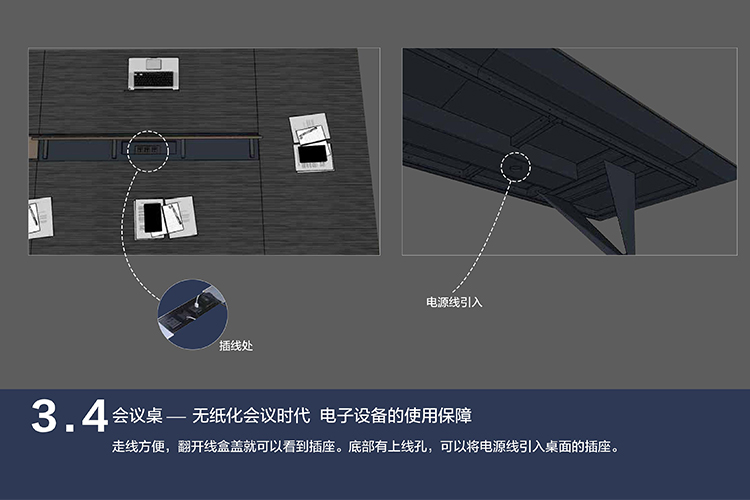 电源线引入
插线处
3.4 会议桌 — 无纸化会议时代 电子设备的使用保障
走线方便，翻开线盒盖就可以看到插座。底部有上线孔，可以将电源线引入桌面的插座。